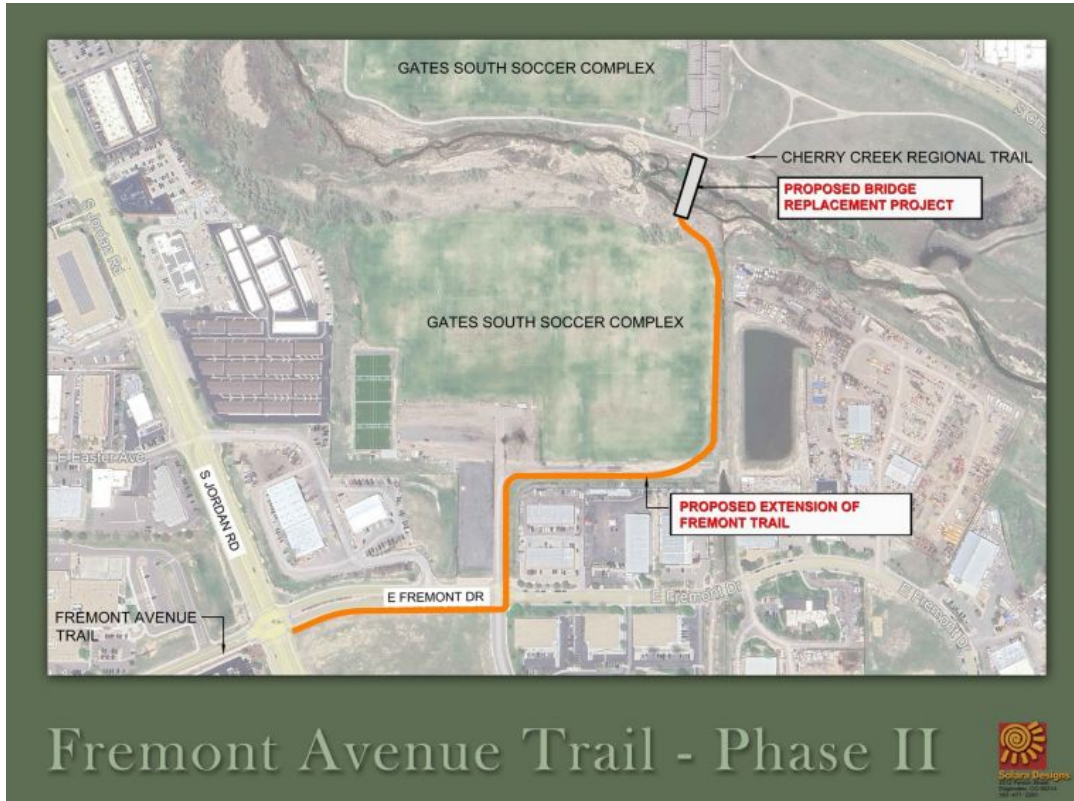 GATES SOUTH SOCCER COMPLEX
CHERRY CREEK REGIONAL TRAIL
PROPOSED BRIDGE
REPLACEMENT PROJECT
S Jordan Rd
GATES SOUTH SOCCER COMPLEX
E Easter Ave
S JORDAN RD
PROPOSED EXTENSION OF
FREMONT TRAIL
E FREMONT DR
E Fremont Dr
E Fremont Dr
FREMONT AVENUE
TRAIL
Fremont Avenue Trail - Phase II
Solara Designs